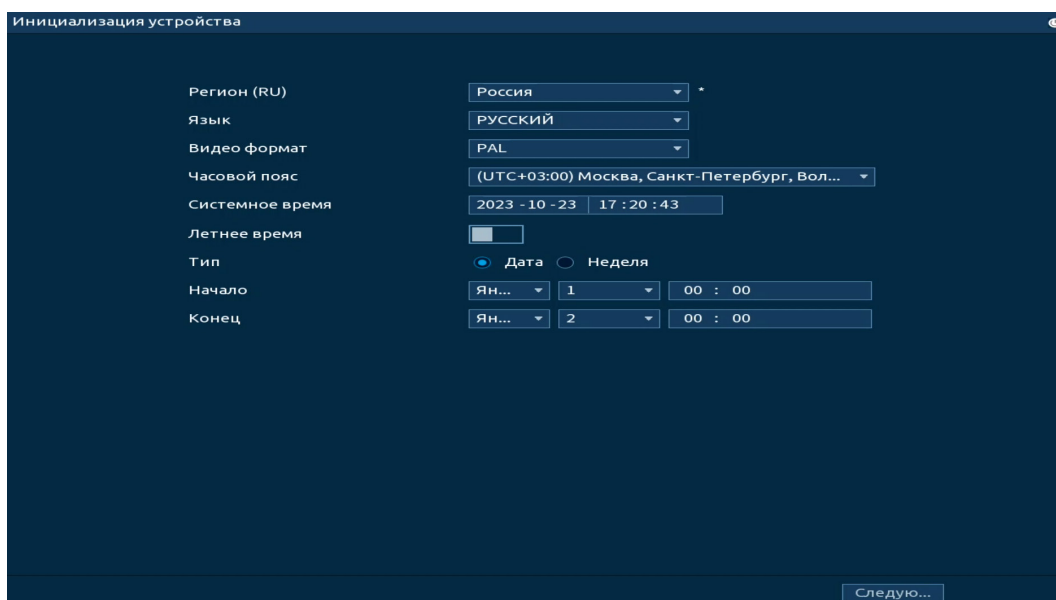 Инициализация устройства
Регион (RU) Россия *
Язык РУССКИЙ
Видео формат PAL
Часовой пояс (UTC+03:00) Москва, Санкт-Петербург, Вол...
Системное время 2023 - 10 - 23 17 : 20 : 43
Летнее время
Тип Дата Неделя
Начало Ян... 1 00 : 00
Конец Ян... 2 00 : 00
Следую...